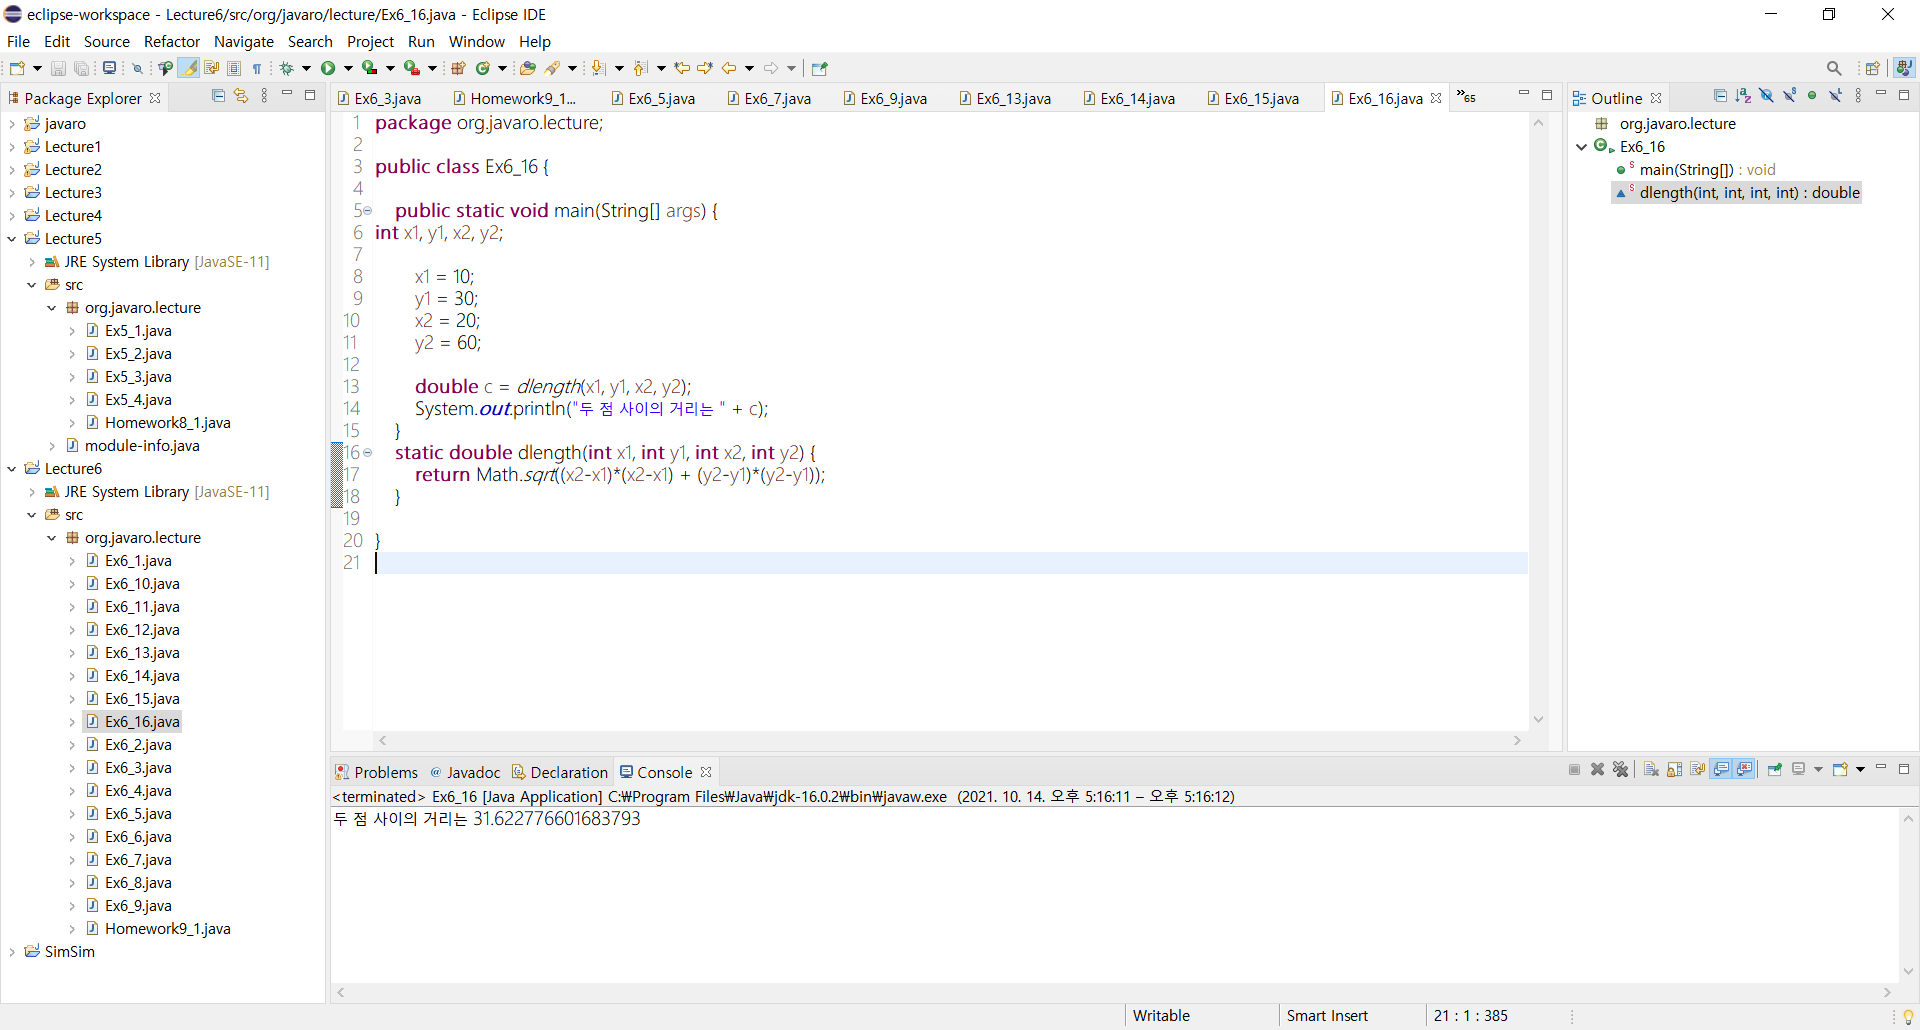 eclipse-workspace - Lecture6/src/org/javaro/lecture/Ex6_16.java - Eclipse IDE
File Edit Source Refactor Navigate Search Project Run Window Help
Package Explorer
javaro
Lecture1
Lecture2
Lecture3
Lecture4
Lecture5
JRE System Library [JavaSE-11]
src
org.javaro.lecture
Ex5_1.java
Ex5_2.java
Ex5_3.java
Ex5_4.java
Homework8_1.java
module-info.java
Lecture6
JRE System Library [JavaSE-11]
src
org.javaro.lecture
Ex6_1.java
Ex6_10.java
Ex6_11.java
Ex6_12.java
Ex6_13.java
Ex6_14.java
Ex6_15.java
Ex6_16.java
Ex6_2.java
Ex6_3.java
Ex6_4.java
Ex6_5.java
Ex6_6.java
Ex6_7.java
Ex6_8.java
Ex6_9.java
Homework9_1.java
SimSim
Ex6_3.java Homework9_1... Ex6_5.java Ex6_7.java Ex6_9.java Ex6_13.java Ex6_14.java Ex6_15.java Ex6_16.java »65
1 package org.javaro.lecture;
2
3 public class Ex6_16 {
4
5 public static void main(String[] args) {
6 int x1, y1, x2, y2;
7
8 x1 = 10;
9 y1 = 30;
10 x2 = 20;
11 y2 = 60;
12
13 double c = dlength(x1, y1, x2, y2);
14 System.out.println("두 점 사이의 거리는 " + c);
15 }
16 static double dlength(int x1, int y1, int x2, int y2) {
17 return Math.sqrt((x2-x1)*(x2-x1) + (y2-y1)*(y2-y1));
18 }
19
20 }
21
Outline
org.javaro.lecture
Ex6_16
main(String[]) : void
dlength(int, int, int, int) : double
Problems @ Javadoc Declaration Console
<terminated> Ex6_16 [Java Application] C:₩Program Files₩Java₩jdk-16.0.2₩bin₩javaw.exe (2021. 10. 14. 오후 5:16:11 – 오후 5:16:12)
두 점 사이의 거리는 31.622776601683793
Writable Smart Insert 21 : 1 : 385